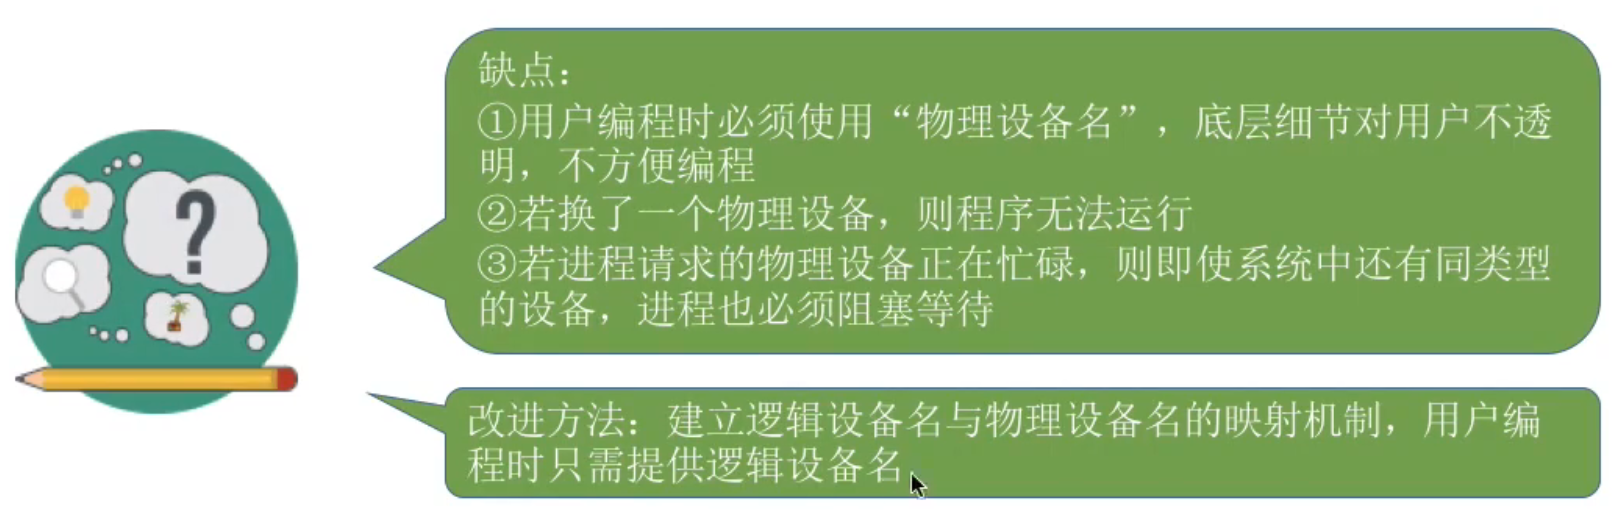 缺点：
①用户编程时必须使用“物理设备名”，底层细节对用户不透
明，不方便编程
②若换了一个物理设备，则程序无法运行
③若进程请求的物理设备正在忙碌，则即使系统中还有同类型
的设备，进程也必须阻塞等待
改进方法：建立逻辑设备名与物理设备名的映射机制，用户编
程时只需提供逻辑设备名
?